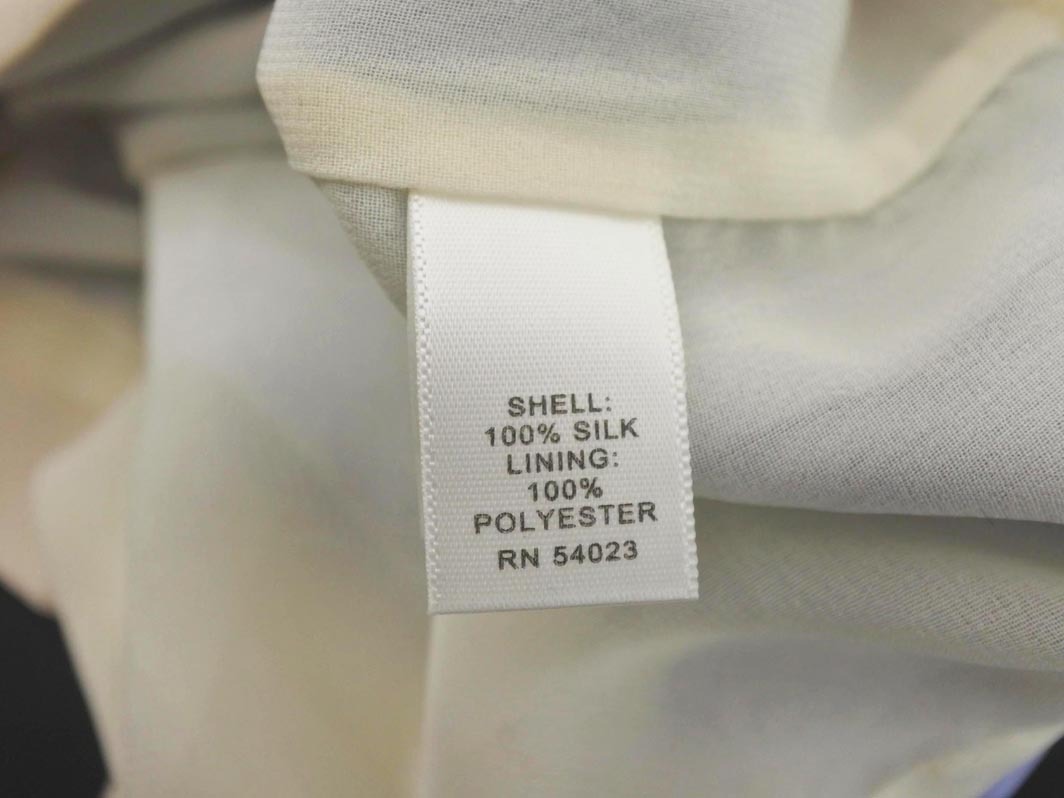 SHELL:
100% SILK
LINING:
100%
POLYESTER
RN 54023